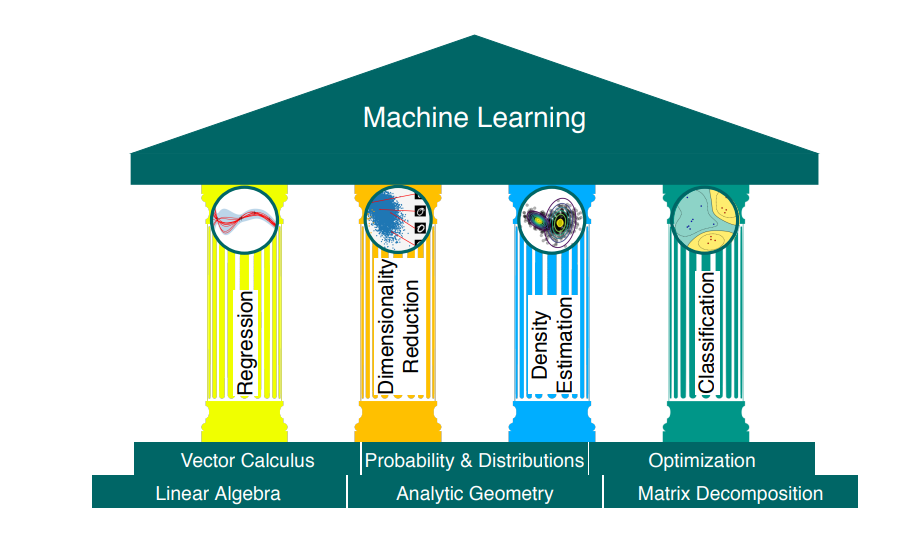 Machine Learning
Regression
Dimensionality
Reduction
Density
Estimation
Classification
Vector Calculus
Probability & Distributions
Optimization
Linear Algebra
Analytic Geometry
Matrix Decomposition